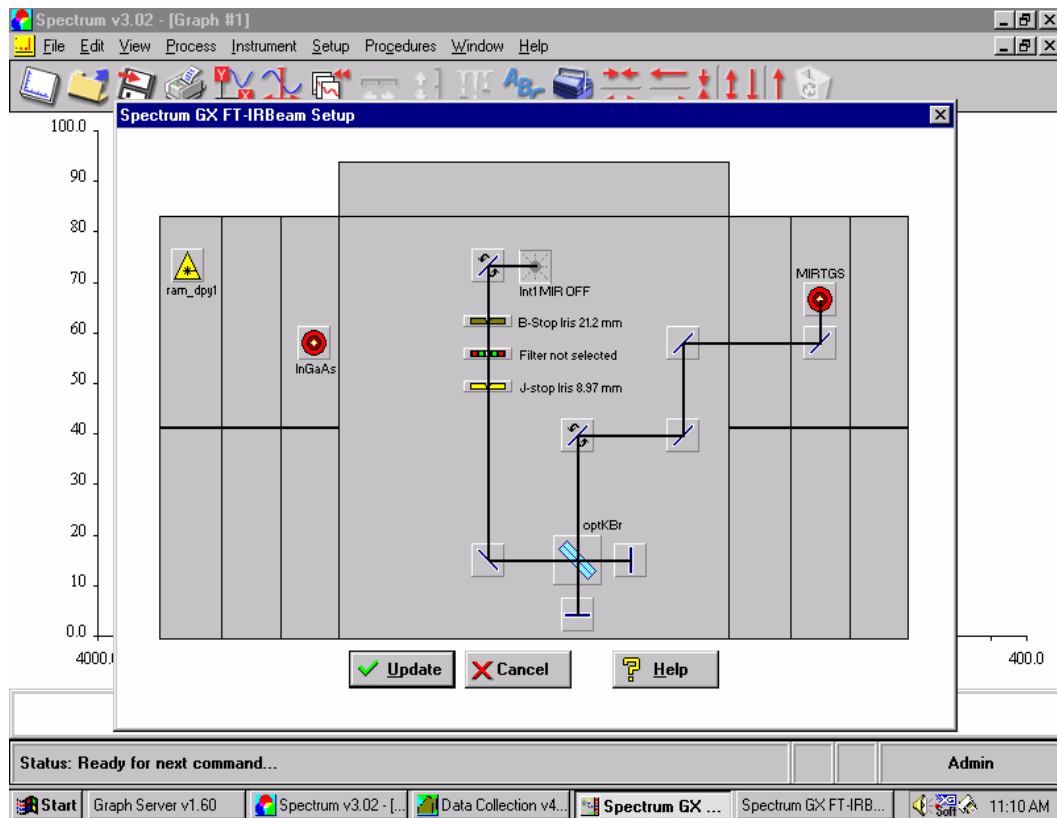 Spectrum v3.02 - [Graph #1]
File Edit View Process Instrument Setup Procedures Window Help
Spectrum GX FT-IRBeam Setup
100.0
90
80
70
60
50
40
30
20
10
0.0
4000.
400.0
ram_dpy1
InGaAs
Int1 MIR OFF
B-Stop Iris 21.2 mm
Filter not selected
J-stop Iris 8.97 mm
MIRTGS
optKBr
Update Cancel Help
Status: Ready for next command... Admin
Start Graph Server v1.60 Spectrum v3.02 - [... Data Collection v4... Spectrum GX ... Spectrum GX FT-IRB... 11:10 AM